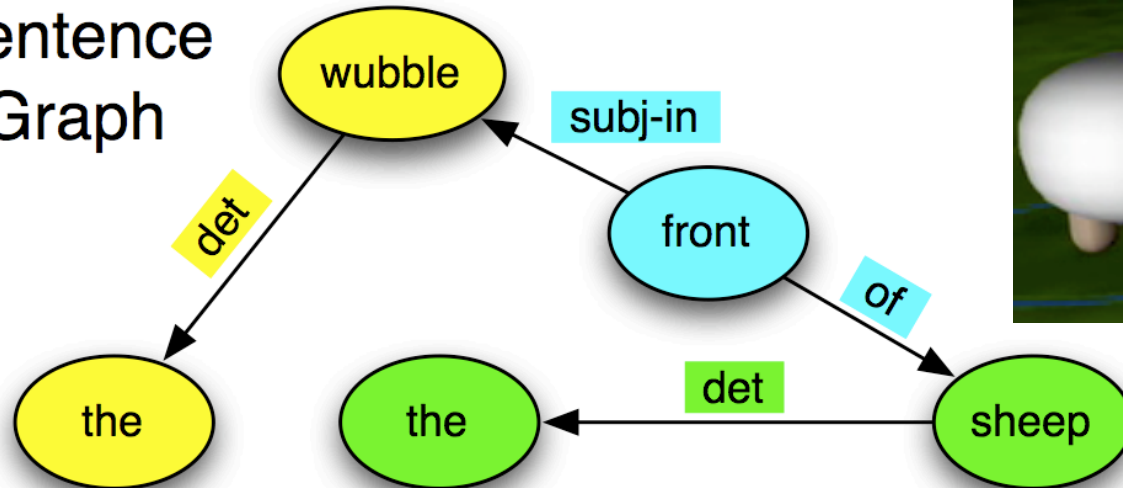 entence
Graph
wubble
subj-in
det
front
of
det
the
the
sheep